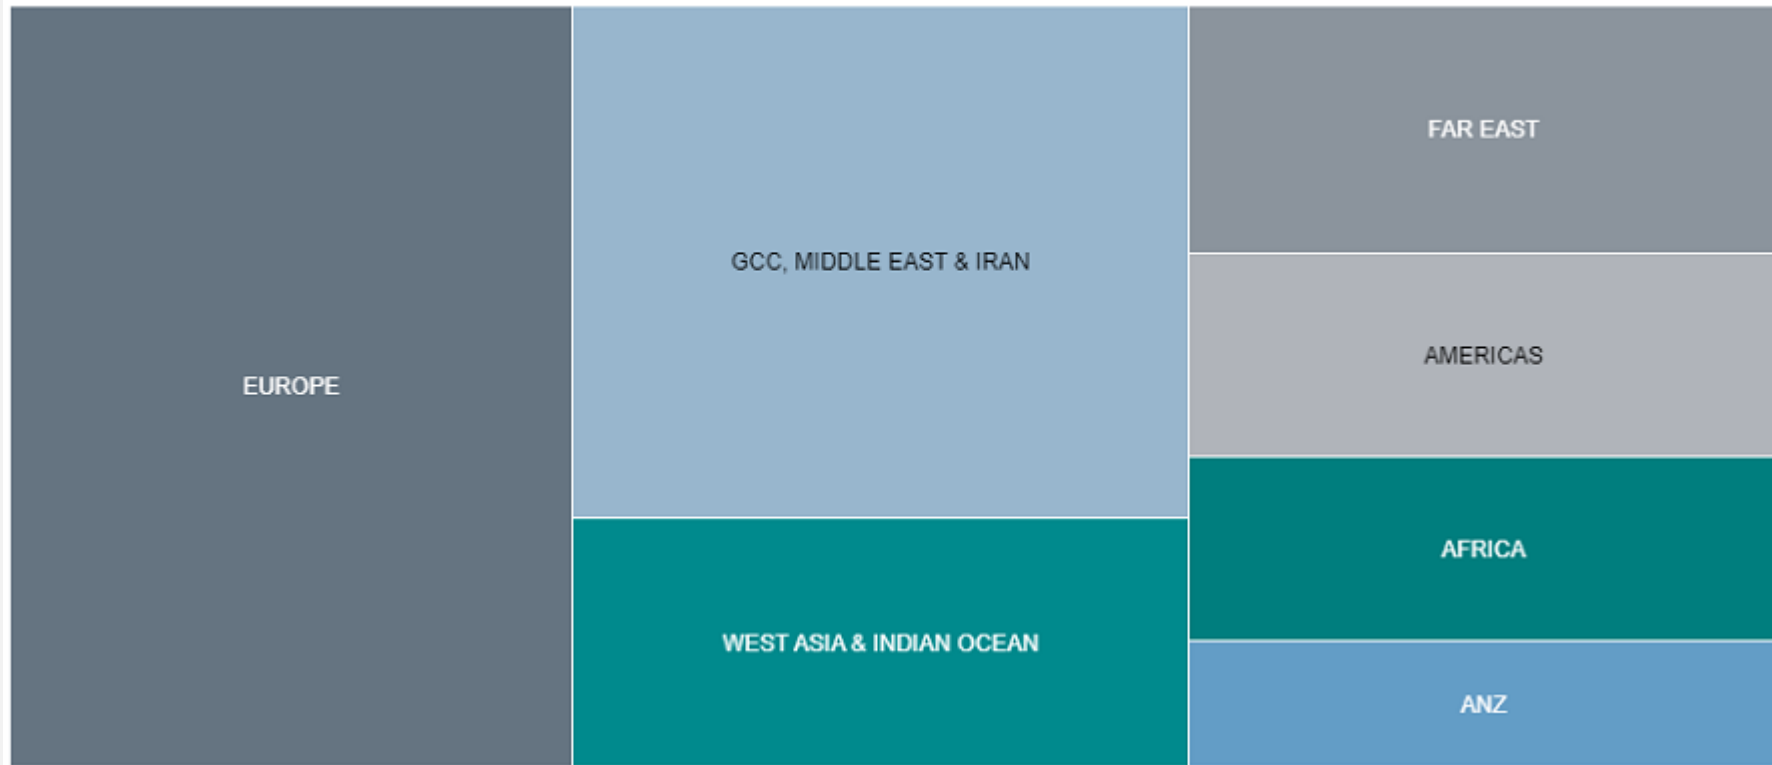 EUROPE
GCC, MIDDLE EAST & IRAN
WEST ASIA & INDIAN OCEAN
FAR EAST
AMERICAS
AFRICA
ANZ